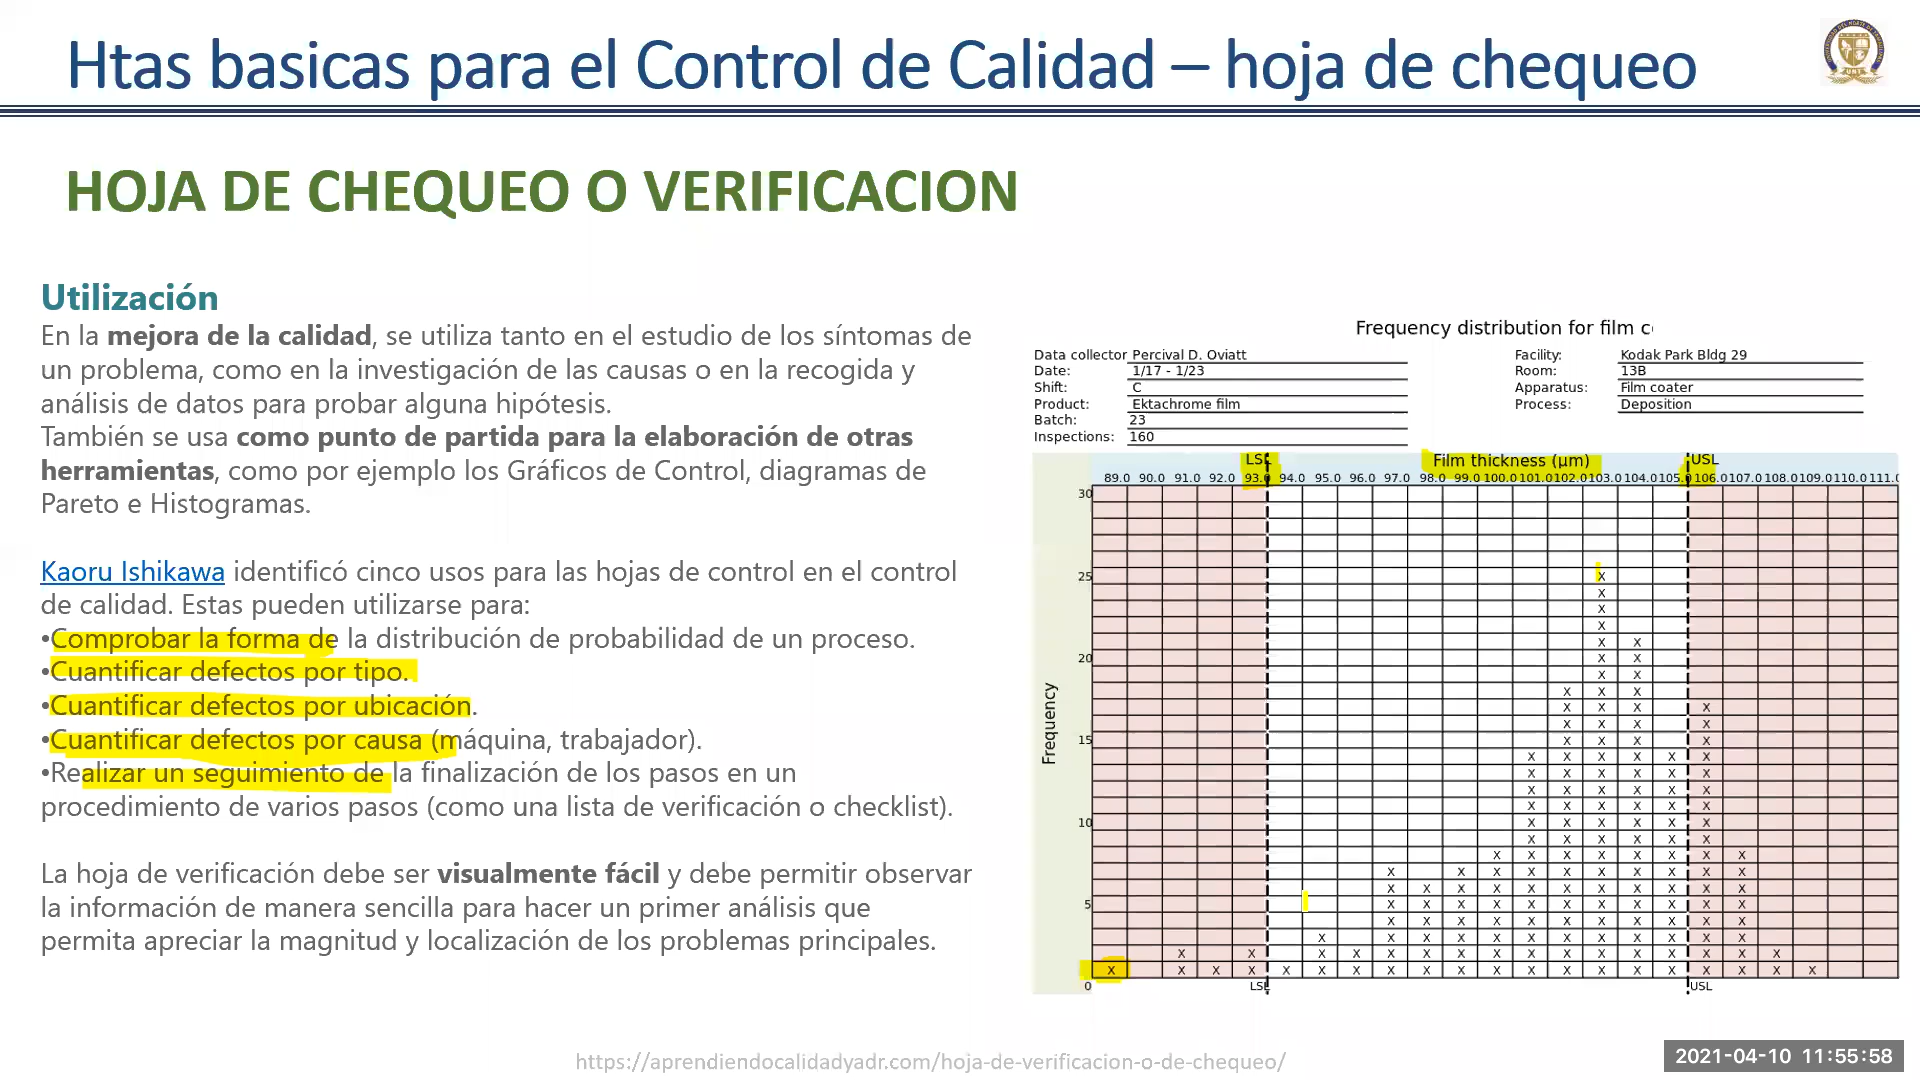 Htas basicas para el Control de Calidad – hoja de chequeo
HOJA DE CHEQUEO O VERIFICACION
Utilización
En la mejora de la calidad, se utiliza tanto en el estudio de los síntomas de
un problema, como en la investigación de las causas o en la recogida y
análisis de datos para probar alguna hipótesis.
También se usa como punto de partida para la elaboración de otras
herramientas, como por ejemplo los Gráficos de Control, diagramas de
Pareto e Histogramas.
Kaoru Ishikawa identificó cinco usos para las hojas de control en el control
de calidad. Estas pueden utilizarse para:
•Comprobar la forma de la distribución de probabilidad de un proceso.
•Cuantificar defectos por tipo.
•Cuantificar defectos por ubicación.
•Cuantificar defectos por causa (máquina, trabajador).
•Realizar un seguimiento de la finalización de los pasos en un
procedimiento de varios pasos (como una lista de verificación o checklist).
La hoja de verificación debe ser visualmente fácil y debe permitir observar
la información de manera sencilla para hacer un primer análisis que
permita apreciar la magnitud y localización de los problemas principales.
Frequency distribution for film
Data collector Percival D. Oviatt
Date: 1/17 - 1/23
Shift: C
Product: Ektachrome film
Batch: 23
Inspections: 160
Facility: Kodak Park Bldg 29
Room: 13B
Apparatus: Film coater
Process: Deposition
LSL Film thickness (µm) USL
89.0 90.0 91.0 92.0 93.0 94.0 95.0 96.0 97.0 98.0 99.0 100.0 101.0 102.0 103.0 104.0 105.0 106.0 107.0 108.0 109.0 110.0 111.0
30
25
20
15
10
5
0
Frequency
LSL USL
https://aprendiendocalidadyadr.com/hoja-de-verificacion-o-de-chequeo/
2021-04-10 11:55:58